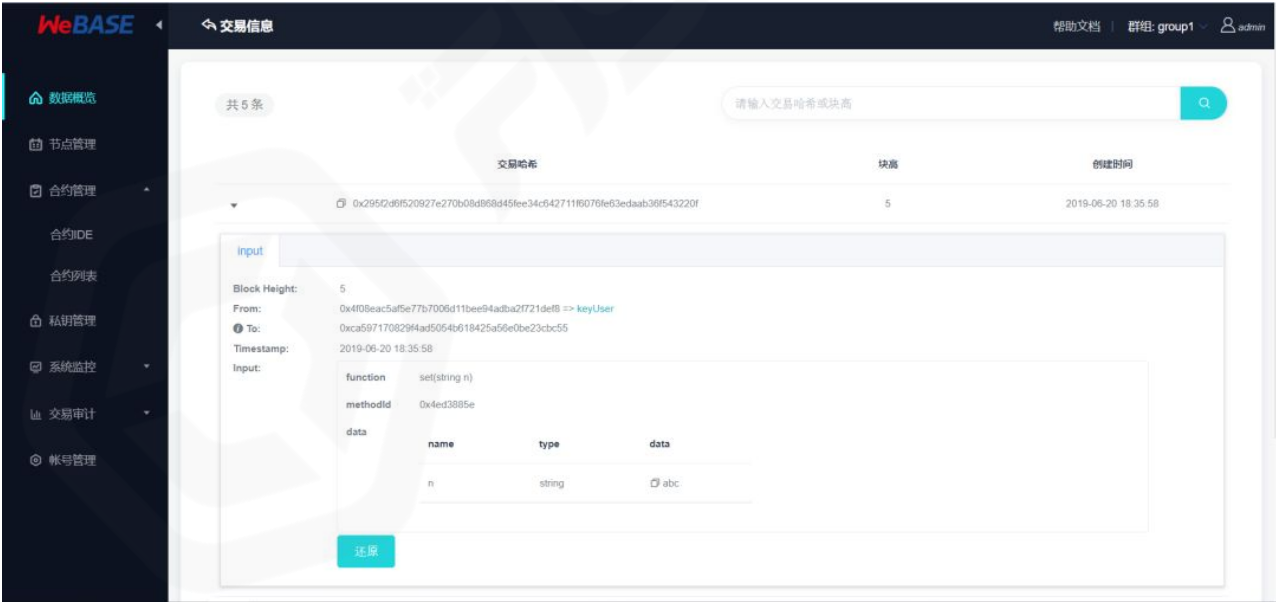 WeBASE
交易信息
帮助文档 | 群组: group1
admin
数据概览
节点管理
合约管理
合约IDE
合约列表
私钥管理
系统监控
交易审计
帐号管理
共 5 条
请输入交易哈希或块高
交易哈希 块高 创建时间
0x295f2d6f520927e270b08d868d45fee34c642711f6076fe63edaab36f543220f 5 2019-06-20 18:35:58
input
Block Height: 5
From: 0x4f08eac5af5e77b7006d11bee94adba2f721def8 => keyUser
To: 0xca597170829f4ad5054b618425a56e0be23cbc55
Timestamp: 2019-06-20 18:35:58
Input:
function set(string n)
methodId 0x4ed3885e
data
name type data
n string abc
还原